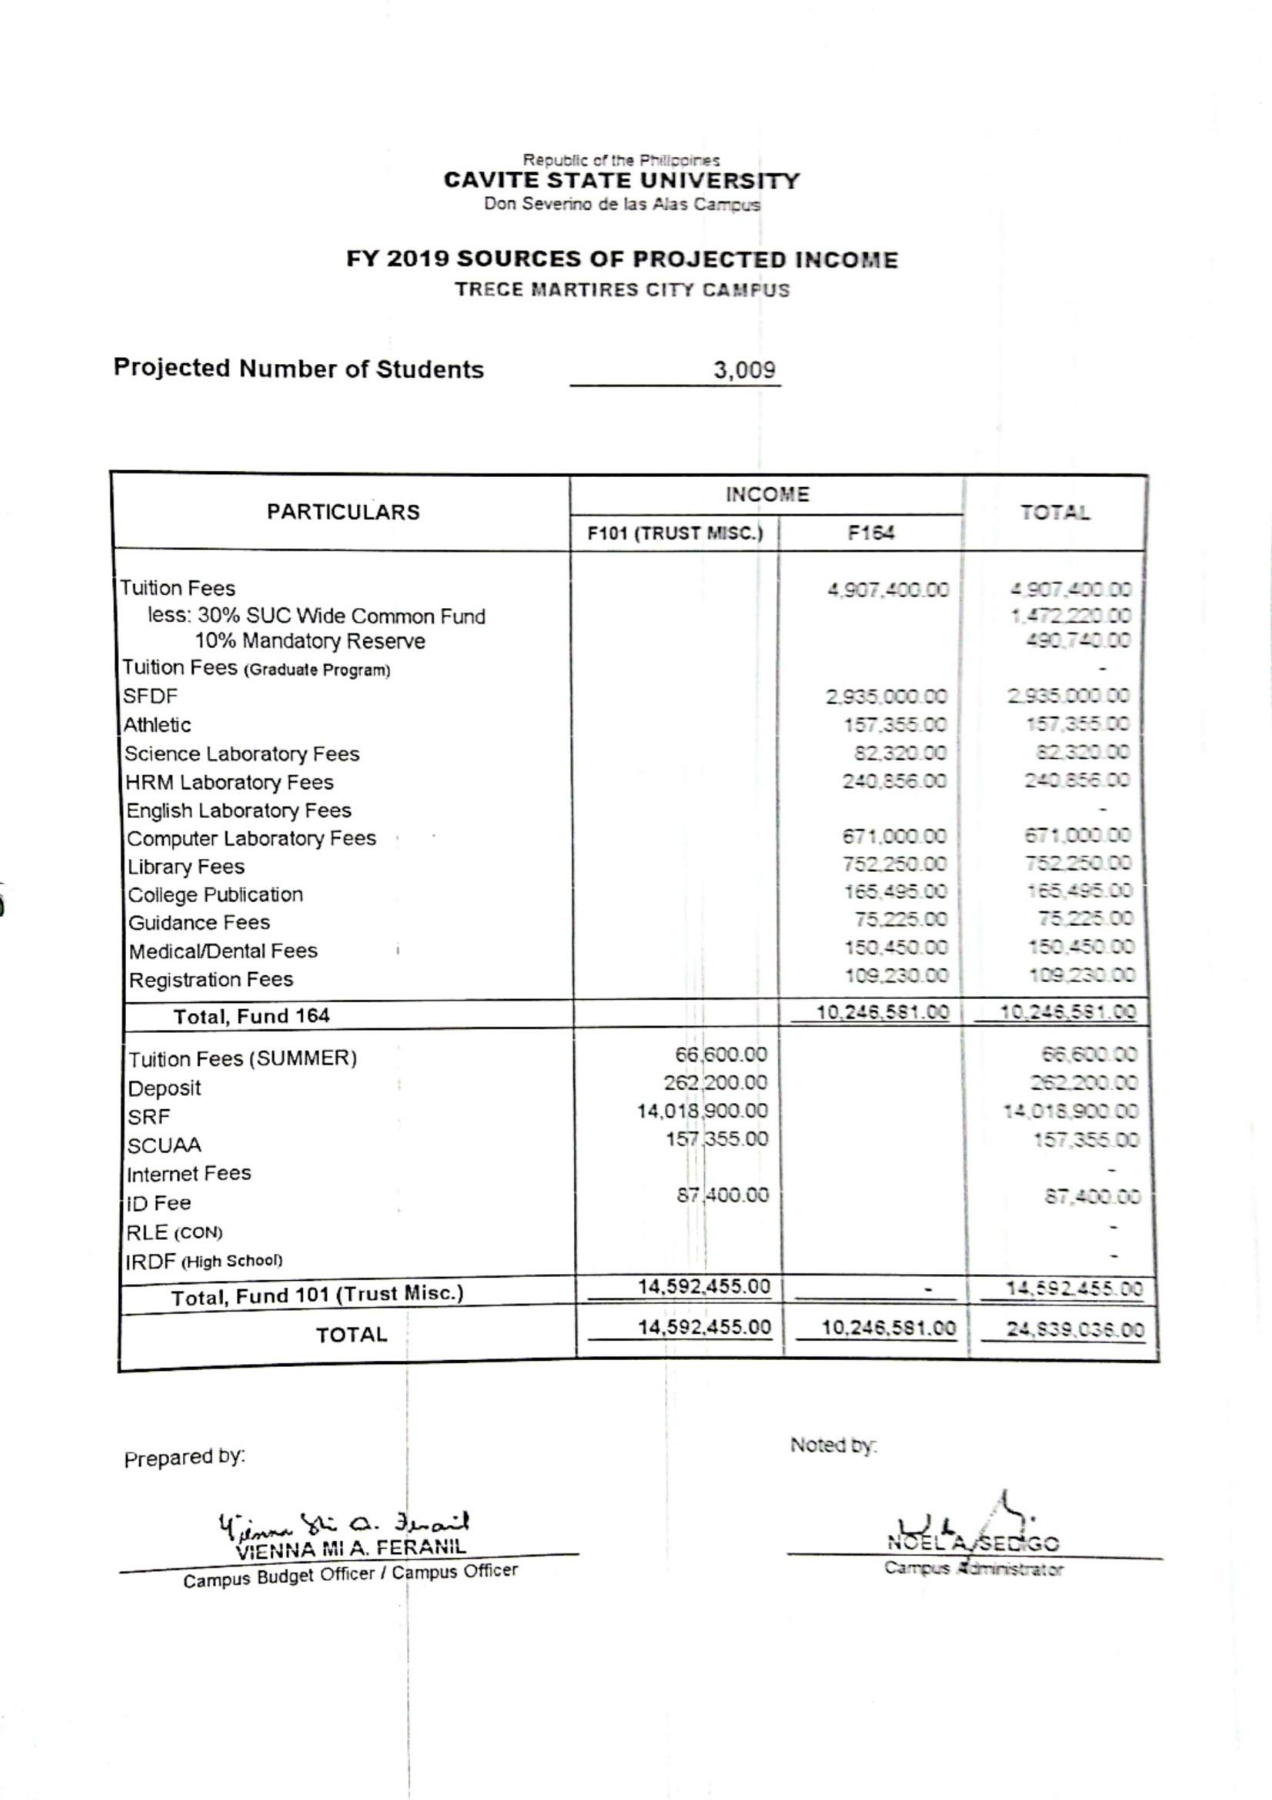 Republic of the Philippines
CAVITE STATE UNIVERSITY
Don Severino de las Alas Campus
FY 2019 SOURCES OF PROJECTED INCOME
TRECE MARTIRES CITY CAMPUS
Projected Number of Students 3,009
PARTICULARS INCOME TOTAL
F101 (TRUST MISC.) F164
Tuition Fees 4,907,400.00 4,907,400.00
less: 30% SUC Wide Common Fund 1,472,220.00
10% Mandatory Reserve 490,740.00
Tuition Fees (Graduate Program) -
SFDF 2,935,000.00 2,935,000.00
Athletic 157,355.00 157,355.00
Science Laboratory Fees 82,320.00 82,320.00
HRM Laboratory Fees 240,856.00 240,856.00
English Laboratory Fees -
Computer Laboratory Fees 671,000.00 671,000.00
Library Fees 752,250.00 752,250.00
College Publication 165,495.00 165,495.00
Guidance Fees 75,225.00 75,225.00
Medical/Dental Fees 150,450.00 150,450.00
Registration Fees 109,230.00 109,230.00
Total, Fund 164 10,246,581.00 10,246,581.00
Tuition Fees (SUMMER) 66,600.00 66,600.00
Deposit 262,200.00 262,200.00
SRF 14,018,900.00 14,018,900.00
SCUAA 157,355.00 157,355.00
Internet Fees -
ID Fee 87,400.00 87,400.00
RLE (CON) -
IRDF (High School) -
Total, Fund 101 (Trust Misc.) 14,592,455.00 - 14,592,455.00
TOTAL 14,592,455.00 10,246,581.00 24,839,036.00
Prepared by: Noted by:
VIENNA MI A. FERANIL NOEL A. SEDIGO
Campus Budget Officer / Campus Officer Campus Administrator